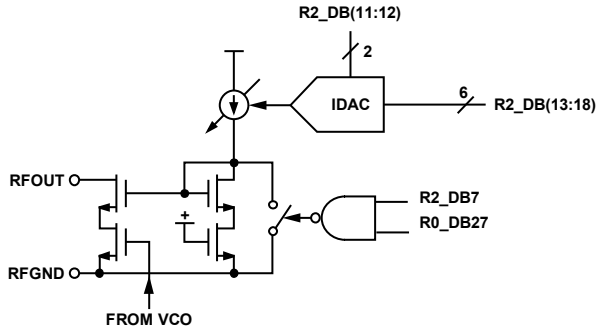 R2_DB(11:12)
2
IDAC
6
R2_DB(13:18)
RFOUT
+
R2_DB7
R0_DB27
RFGND
FROM VCO